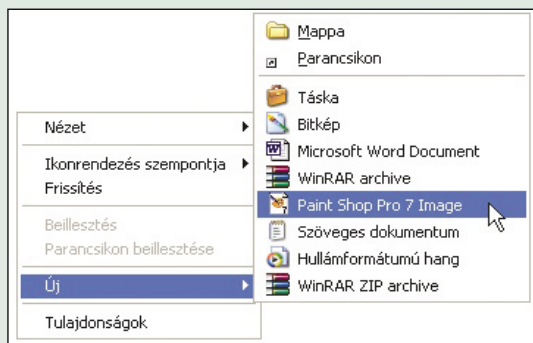 Nézet
Ikonrendezés szempontja
Frissítés
Beillesztés
Parancsikon beillesztése
Új
Tulajdonságok
Mappa
Parancsikon
Táska
Bitkép
Microsoft Word Document
WinRAR archive
Paint Shop Pro 7 Image
Szöveges dokumentum
Hullámformátumú hang
WinRAR ZIP archive